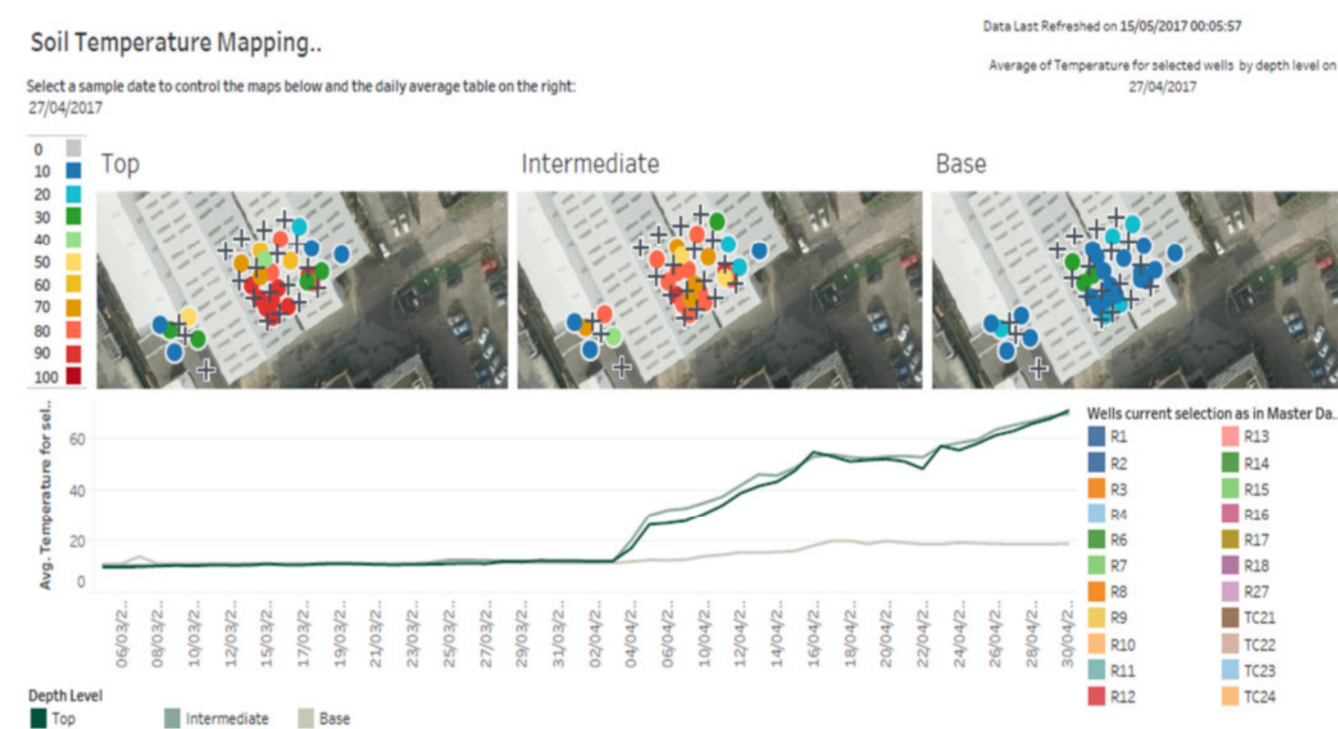 Data Last Refreshed on 15/05/2017 00:05:57
Soil Temperature Mapping..
Average of Temperature for selected wells by depth level on
27/04/2017
Select a sample date to control the maps below and the daily average table on the right:
27/04/2017
0
10
20
30
40
50
60
70
80
90
100
Top
Intermediate
Base
Avg. Temperature for sel..
60
40
20
0
06/03/2..
08/03/2..
10/03/2..
12/03/2..
15/03/2..
17/03/2..
19/03/2..
21/03/2..
23/03/2..
25/03/2..
27/03/2..
29/03/2..
31/03/2..
02/04/2..
04/04/2..
06/04/2..
10/04/2..
12/04/2..
14/04/2..
16/04/2..
18/04/2..
20/04/2..
22/04/2..
24/04/2..
26/04/2..
28/04/2..
30/04/2..
Wells current selection as in Master Da..
R1
R2
R3
R4
R6
R7
R8
R9
R10
R11
R12
R13
R14
R15
R16
R17
R18
R27
TC21
TC22
TC23
TC24
Depth Level
Top
Intermediate
Base